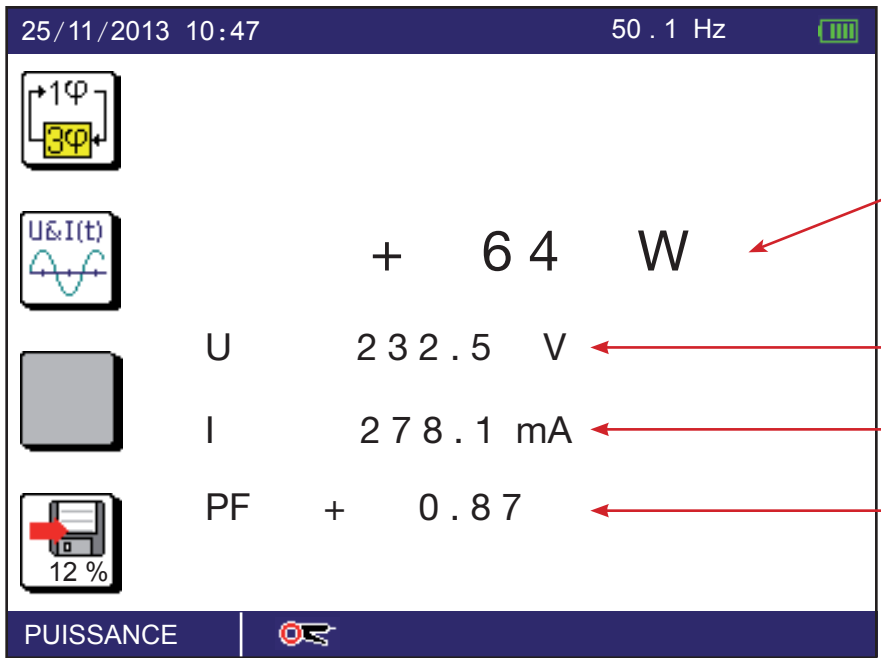 25/11/2013 10:47 50.1 Hz
1φ
3φ
U&I(t)
+ 64 W
U 232.5 V
I 278.1 mA
PF + 0.87
12 %
PUISSANCE